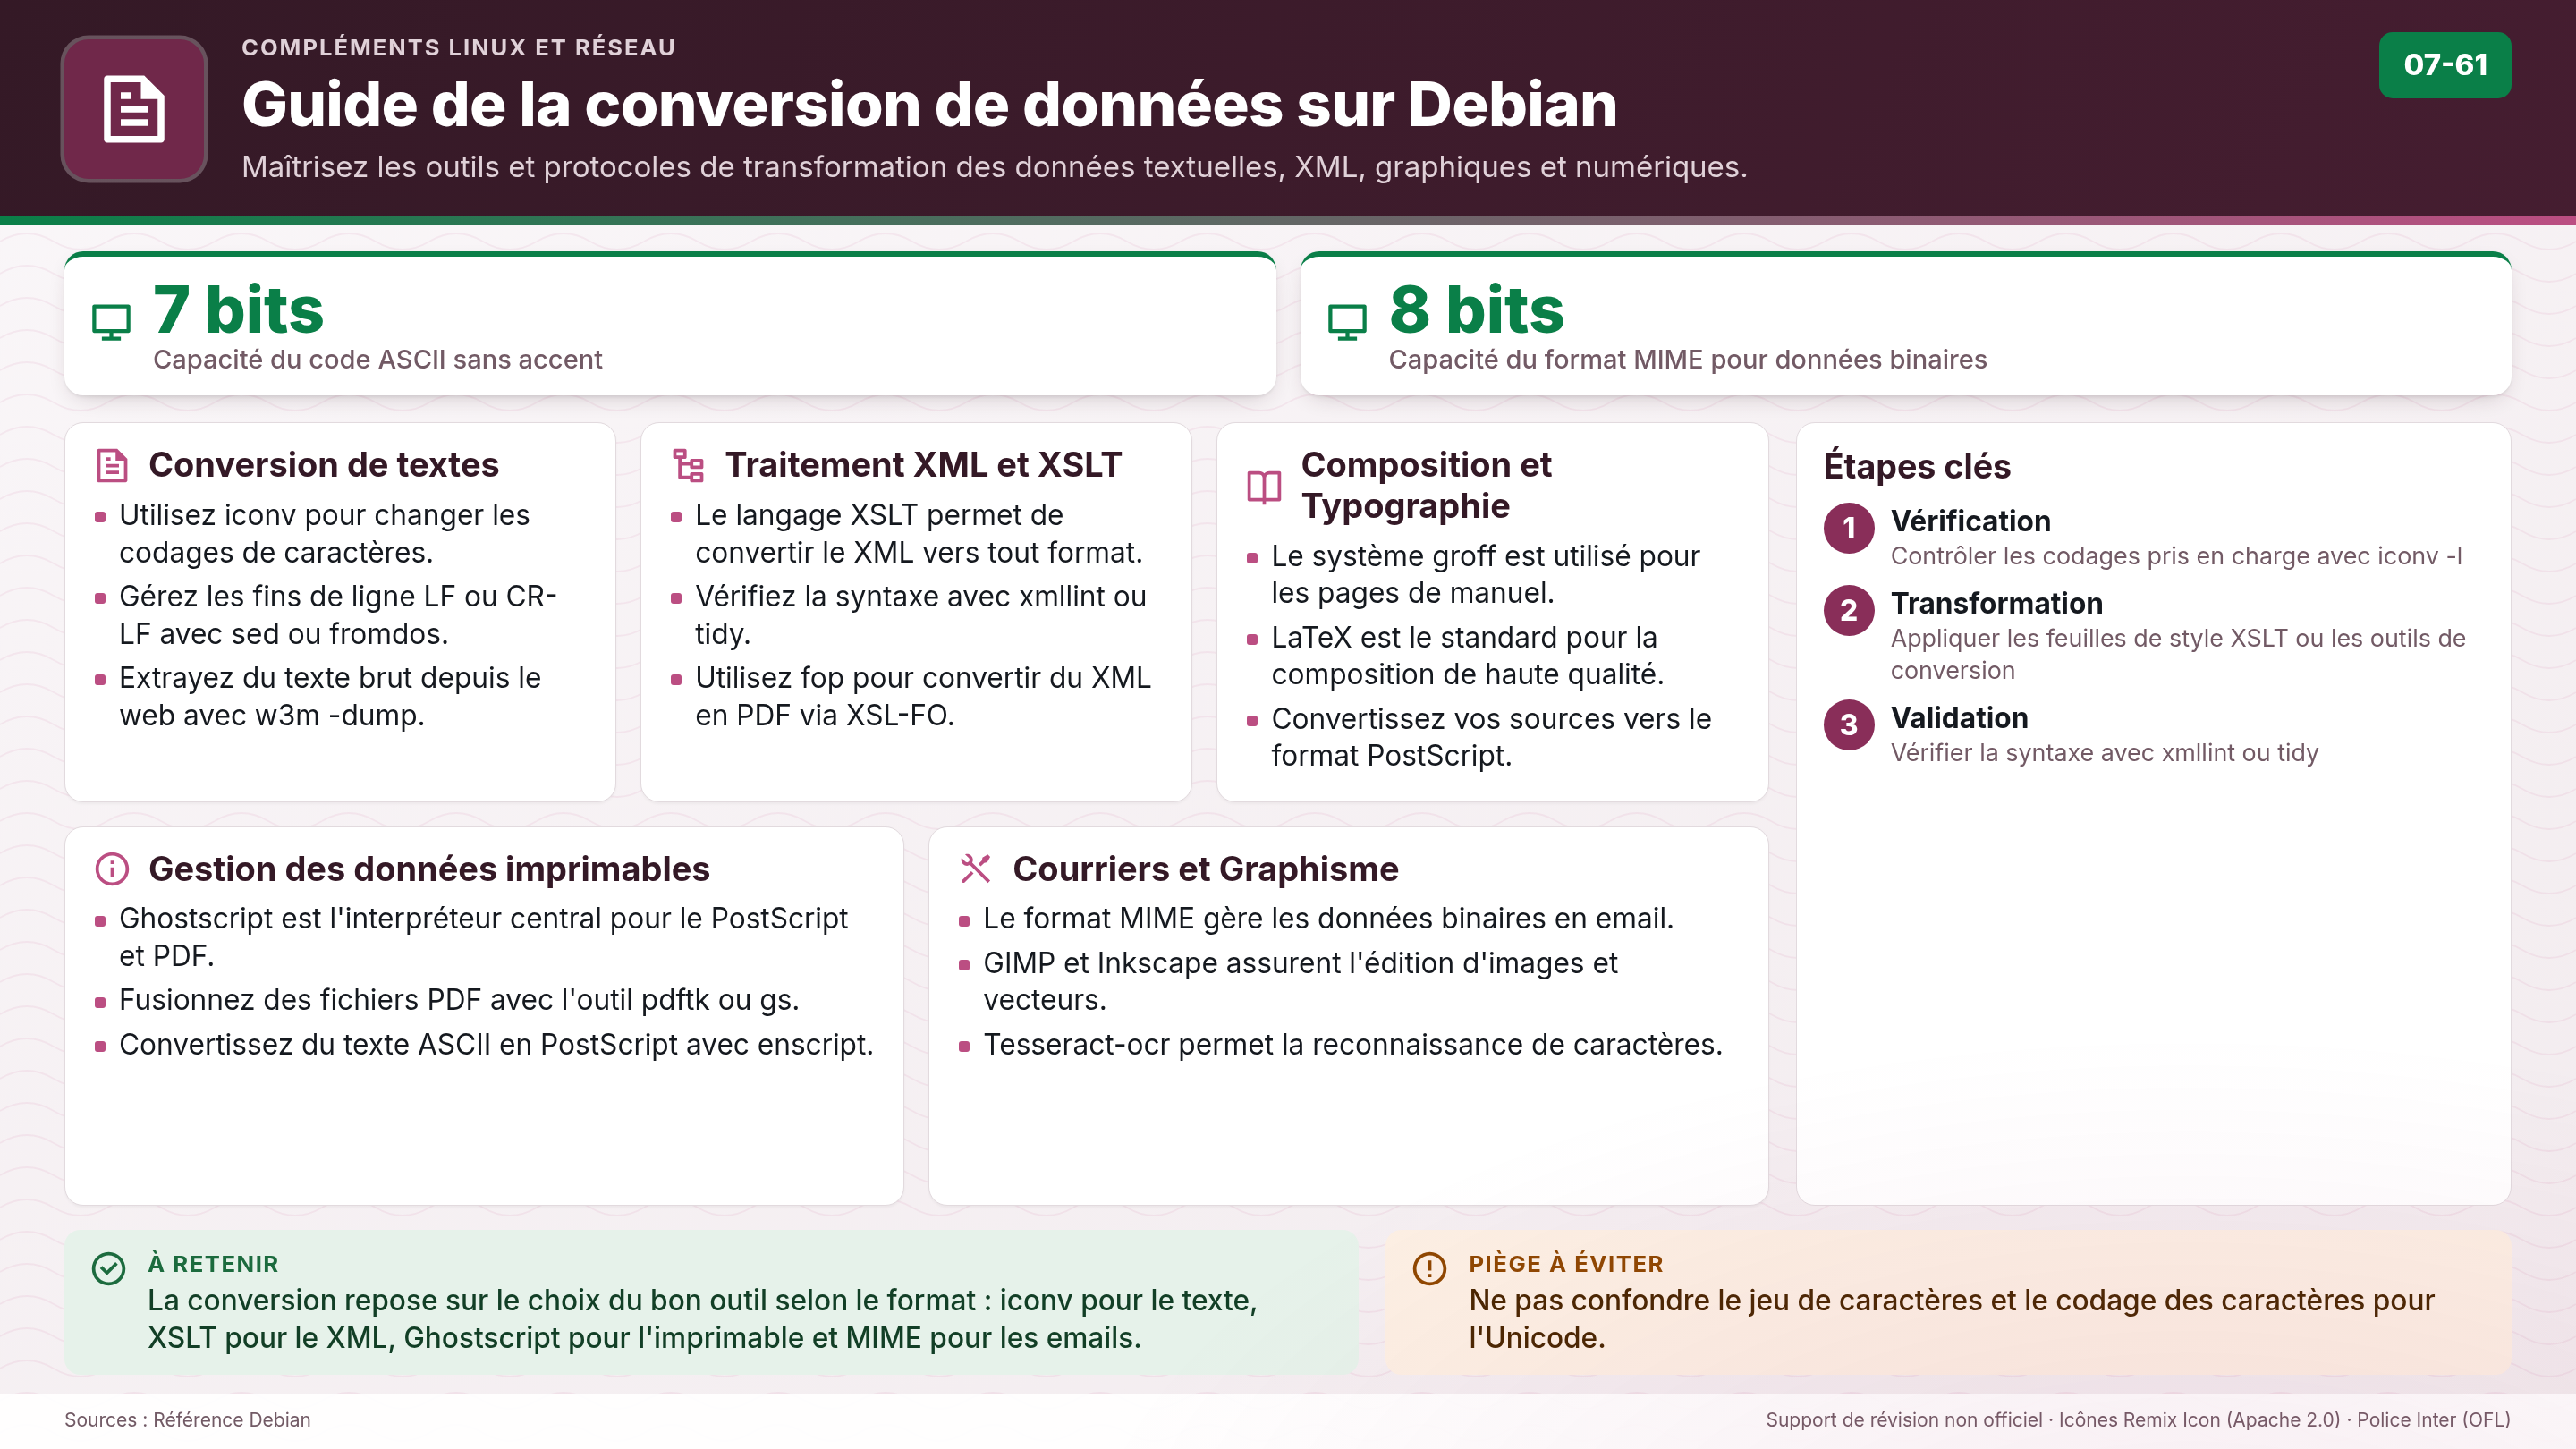 COMPLÉMENTS LINUX ET RÉSEAU
Guide de la conversion de données sur Debian
Maîtrisez les outils et protocoles de transformation des données textuelles, XML, graphiques et numériques.
07-61
7 bits
Capacité du code ASCII sans accent
8 bits
Capacité du format MIME pour données binaires
Conversion de textes
Utilisez iconv pour changer les
codages de caractères.
Gérez les fins de ligne LF ou CR-
LF avec sed ou fromdos.
Extrayez du texte brut depuis le
web avec w3m -dump.
Traitement XML et XSLT
Le langage XSLT permet de
convertir le XML vers tout format.
Vérifiez la syntaxe avec xmllint ou
tidy.
Utilisez fop pour convertir du XML
en PDF via XSL-FO.
Composition et
Typographie
Le système groff est utilisé pour
les pages de manuel.
LaTeX est le standard pour la
composition de haute qualité.
Convertissez vos sources vers le
format PostScript.
Étapes clés
1
Vérification
Contrôler les codages pris en charge avec iconv -l
2
Transformation
Appliquer les feuilles de style XSLT ou les outils de
conversion
3
Validation
Vérifier la syntaxe avec xmllint ou tidy
Gestion des données imprimables
Ghostscript est l'interpréteur central pour le PostScript
et PDF.
Fusionnez des fichiers PDF avec l'outil pdftk ou gs.
Convertissez du texte ASCII en PostScript avec enscript.
Courriers et Graphisme
Le format MIME gère les données binaires en email.
GIMP et Inkscape assurent l'édition d'images et
vecteurs.
Tesseract-ocr permet la reconnaissance de caractères.
À RETENIR
La conversion repose sur le choix du bon outil selon le format : iconv pour le texte,
XSLT pour le XML, Ghostscript pour l'imprimable et MIME pour les emails.
PIÈGE À ÉVITER
Ne pas confondre le jeu de caractères et le codage des caractères pour
l'Unicode.
Sources : Référence Debian
Support de révision non officiel · Icônes Remix Icon (Apache 2.0) · Police Inter (OFL)